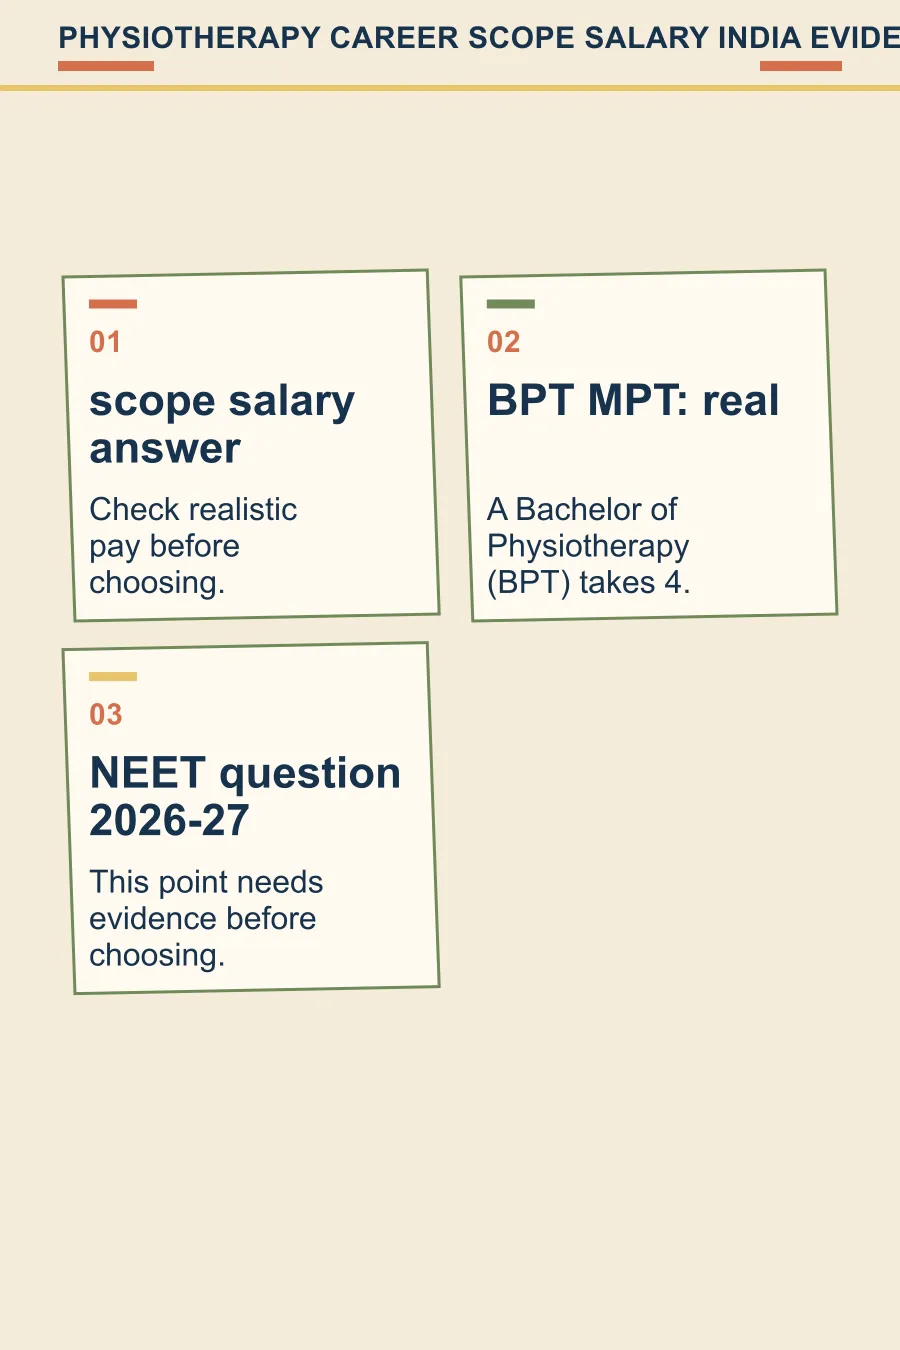 PHYSIOTHERAPY CAREER SCOPE SALARY INDIA EVIDE
01
scope salary
answer
Check realistic
pay before
choosing.
02
BPT MPT: real
A Bachelor of
Physiotherapy
(BPT) takes 4.
03
NEET question
2026-27
This point needs
evidence before
choosing.